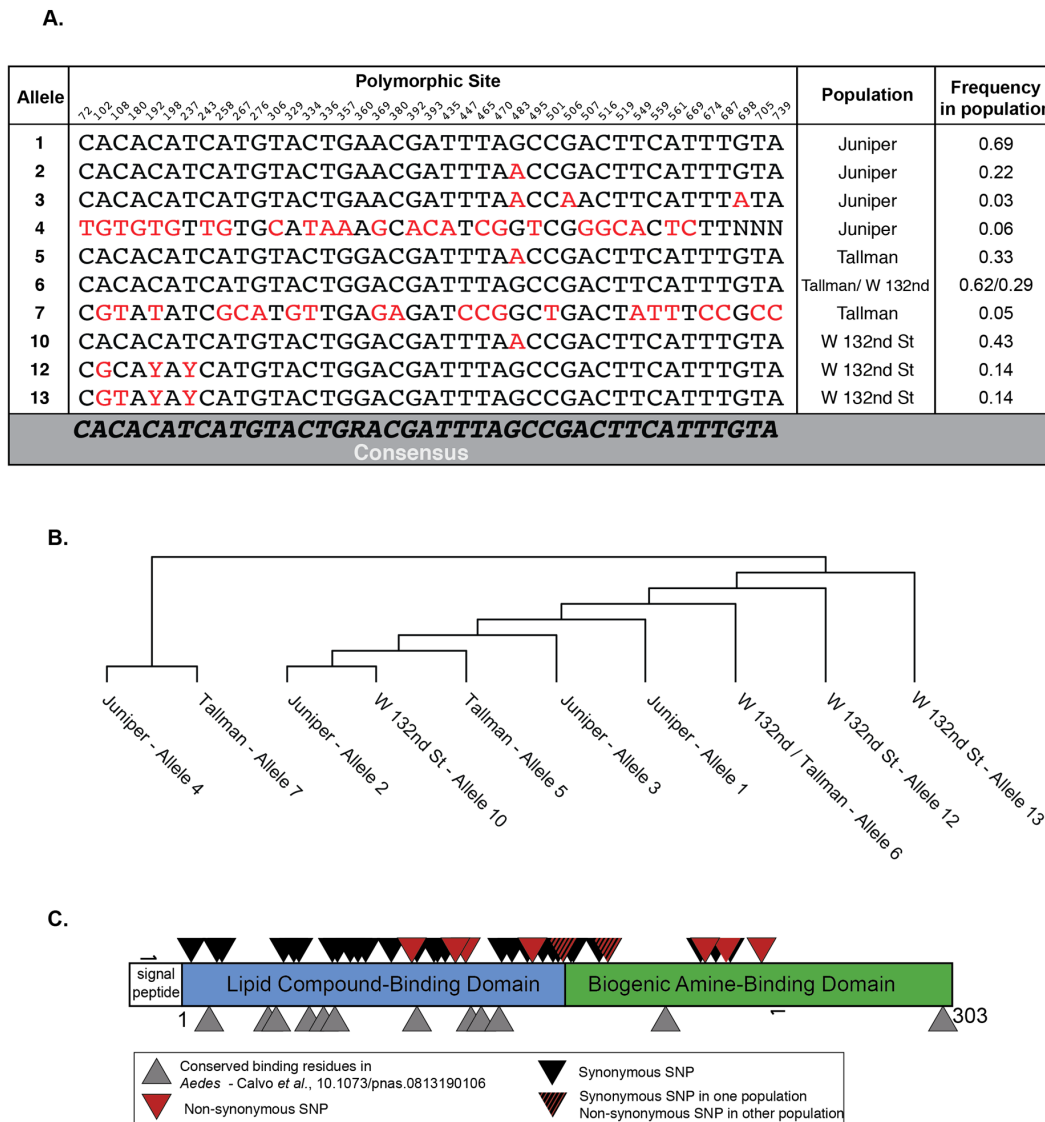 A.
Allele
Polymorphic Site
Population
Frequency in population
72 102 108 180 192 198 237 243 258 267 276 306 329 334 336 357 360 369 380 392 393 435 447 465 470 483 495 501 506 507 516 519 549 559 561 669 674 687 698 705 739
1 CACACATCATGTACTGAACGATTTAGCCGACTTCATTTGTA Juniper 0.69
2 CACACATCATGTACTGAACGATTTAACCGACTTCATTTGTA Juniper 0.22
3 CACACATCATGTACTGAACGATTTAACCAACTTCATTTATA Juniper 0.03
4 TGTGTGTTGTGCATAAAGCACATCGGTCGGGCACTCTTNNN Juniper 0.06
5 CACACATCATGTACTGGACGATTTAACCGACTTCATTTGTA Tallman 0.33
6 CACACATCATGTACTGGACGATTTAGCCGACTTCATTTGTA Tallman/ W 132nd 0.62/0.29
7 CGTATATCGCATGTTGAGAGATCCGGCTGACTATTTCCGCC Tallman 0.05
10 CACACATCATGTACTGGACGATTTAACCGACTTCATTTGTA W 132nd St 0.43
12 CGCAYAYCATGTACTGGACGATTTAGCCGACTTCATTTGTA W 132nd St 0.14
13 CGTAYAYCATGTACTGGACGATTTAGCCGACTTCATTTGTA W 132nd St 0.14
CACACATCATGTACTGRACGATTTAGCCGACTTCATTTGTA
Consensus
B.
Juniper - Allele 4
Tallman - Allele 7
Juniper - Allele 2
W 132nd St - Allele 10
Tallman - Allele 5
Juniper - Allele 3
Juniper - Allele 1
W 132nd / Tallman - Allele 6
W 132nd St - Allele 12
W 132nd St - Allele 13
C.
signal
peptide
Lipid Compound-Binding Domain
Biogenic Amine-Binding Domain
1
303
Conserved binding residues in
Aedes - Calvo et al., 10.1073/pnas.0813190106
Non-synonymous SNP
Synonymous SNP
Synonymous SNP in one population
Non-synonymous SNP in other population